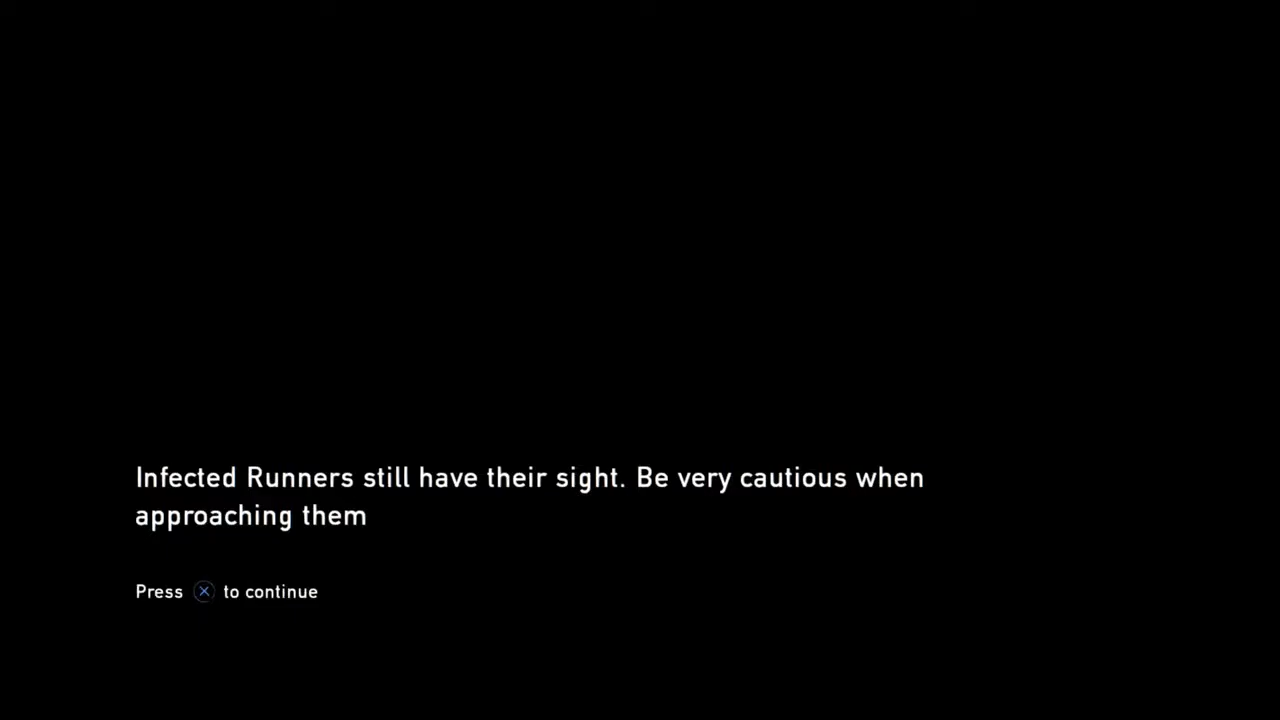 Infected Runners still have their sight. Be very cautious when
approaching them
Press ⓧ to continue